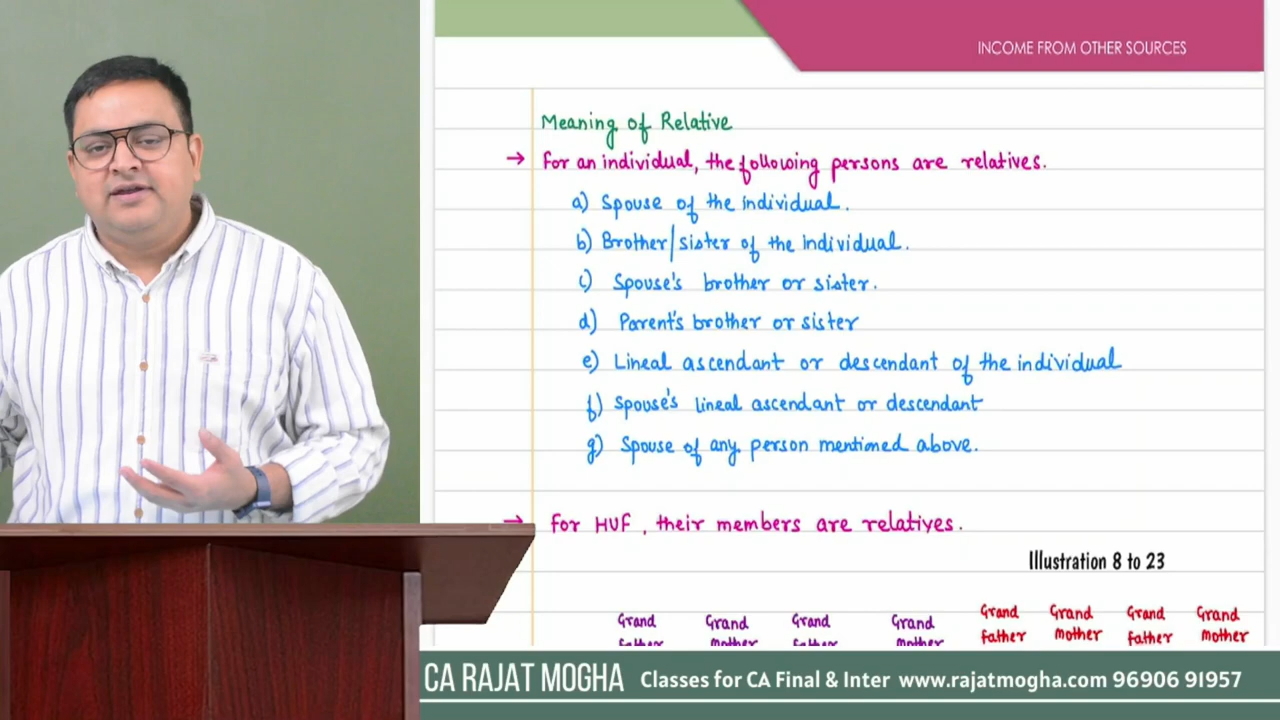 INCOME FROM OTHER SOURCES
Meaning of Relative
→ For an individual, the following persons are relatives.
a) Spouse of the individual.
b) Brother/sister of the individual.
c) Spouse's brother or sister.
d) Parent's brother or sister
e) Lineal ascendant or descendant of the individual
f) Spouse's lineal ascendant or descendant
g) Spouse of any person mentioned above.
→ For HUF, their members are relatives.
Illustration 8 to 23
Grand Grand Grand Grand Grand Grand Grand Grand
father mother father mother father mother father mother
CA RAJAT MOGHA Classes for CA Final & Inter www.rajatmogha.com 96906 91957